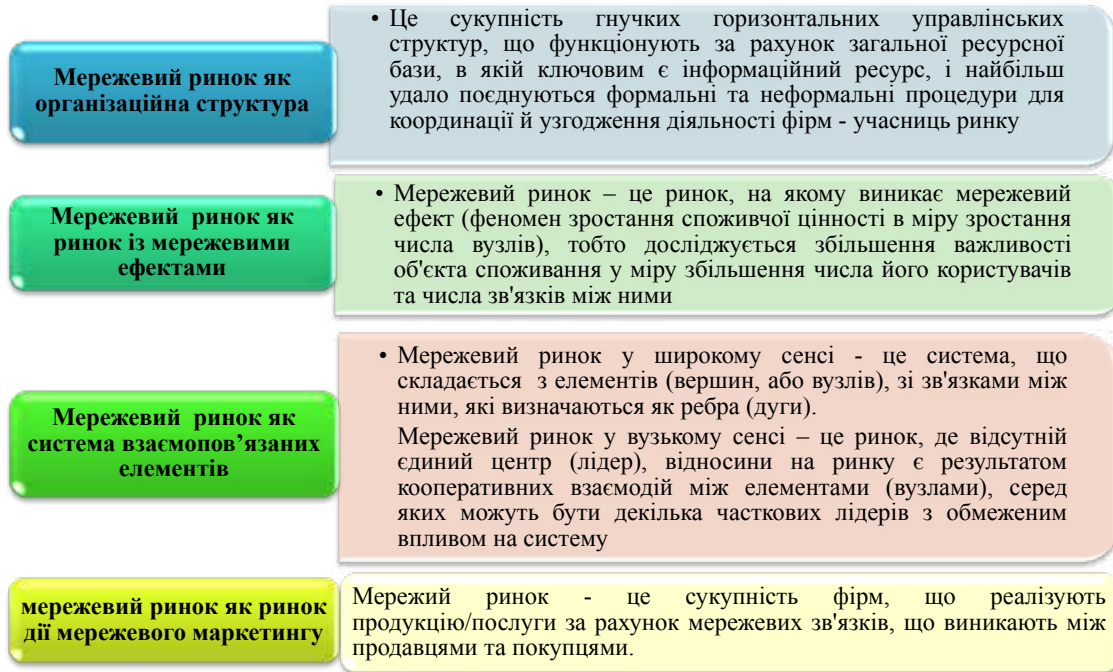 Мережевий ринок як
організаційна структура
• Це сукупність гнучких горизонтальних управлінських
структур, що функціонують за рахунок загальної ресурсної
бази, в якій ключовим є інформаційний ресурс, і найбільш
удало поєднуються формальні та неформальні процедури для
координації й узгодження діяльності фірм - учасниць ринку
Мережевий ринок як
ринок із мережевими
ефектами
• Мережевий ринок – це ринок, на якому виникає мережевий
ефект (феномен зростання споживчої цінності в міру зростання
числа вузлів), тобто досліджується збільшення важливості
об'єкта споживання у міру збільшення числа його користувачів
та числа зв'язків між ними
Мережевий ринок як
система взаємопов’язаних
елементів
• Мережевий ринок у широкому сенсі - це система, що
складається з елементів (вершин, або вузлів), зі зв'язками між
ними, які визначаються як ребра (дуги).
Мережевий ринок у вузькому сенсі – це ринок, де відсутній
єдиний центр (лідер), відносини на ринку є результатом
кооперативних взаємодій між елементами (вузлами), серед
яких можуть бути декілька часткових лідерів з обмеженим
впливом на систему
мережевий ринок як ринок
дії мережевого маркетингу
Мережий ринок - це сукупність фірм, що реалізують
продукцію/послуги за рахунок мережевих зв'язків, що виникають між
продавцями та покупцями.